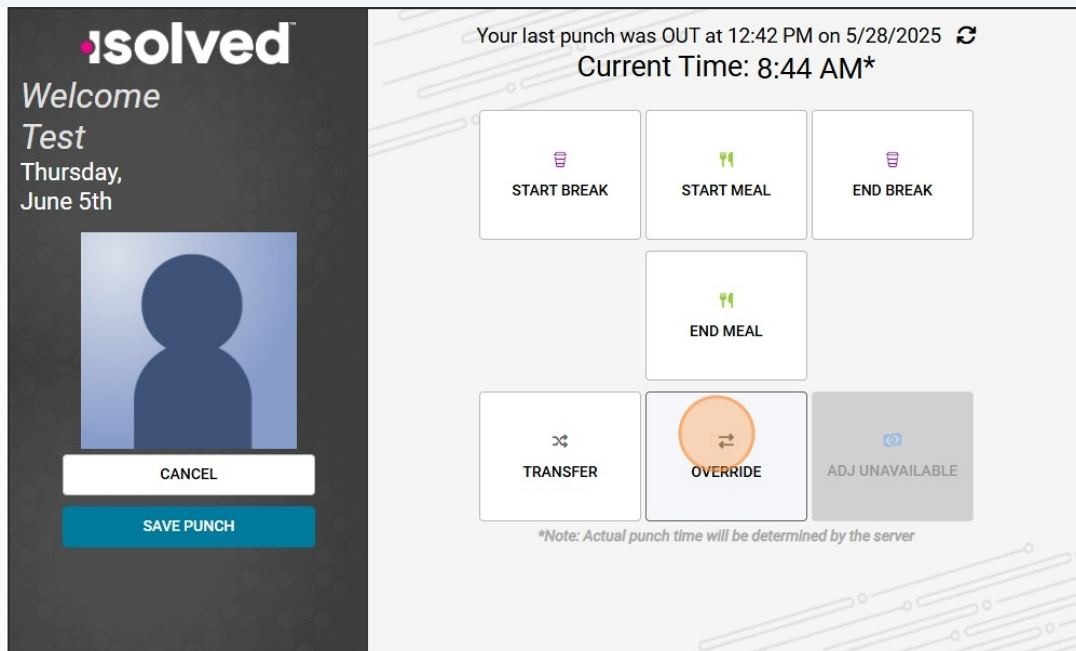 isolved™
Welcome
Test
Thursday,
June 5th
CANCEL
SAVE PUNCH
Your last punch was OUT at 12:42 PM on 5/28/2025
Current Time: 8:44 AM*
START BREAK
START MEAL
END BREAK
END MEAL
TRANSFER
OVERRIDE
ADJ UNAVAILABLE
*Note: Actual punch time will be determined by the server